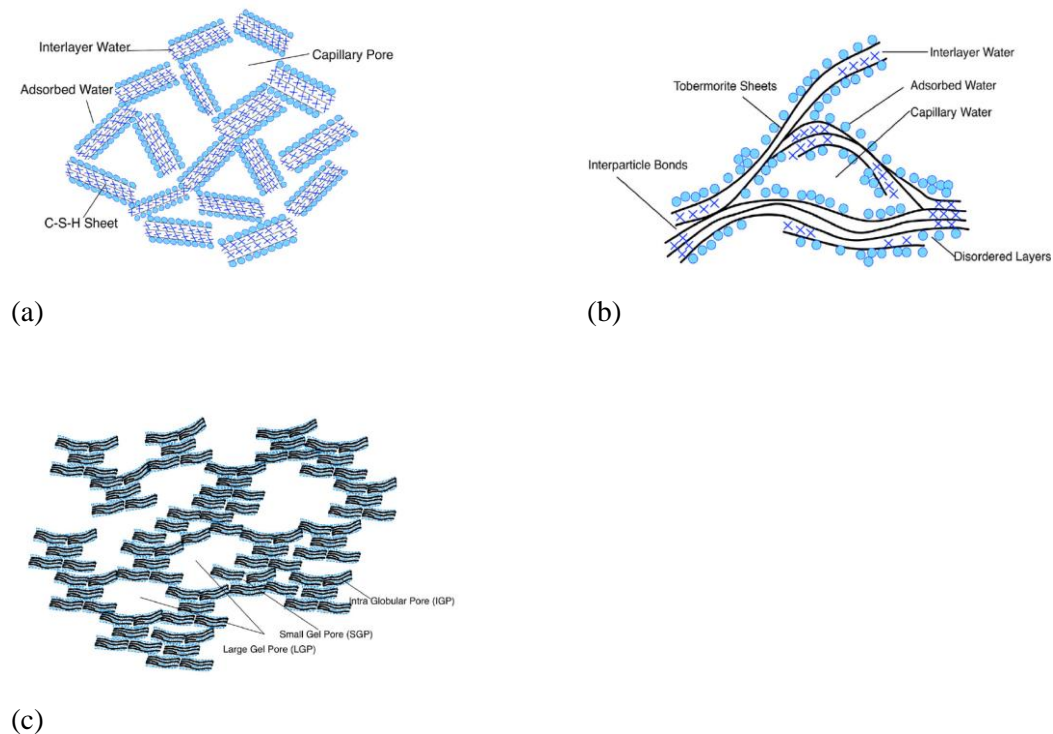 Interlayer Water
Capillary Pore
Adsorbed Water
C-S-H Sheet
(a)
Interlayer Water
Tobermorite Sheets
Adsorbed Water
Capillary Water
Interparticle Bonds
Disordered Layers
(b)
Intra Globular Pore (IGP)
Small Gel Pore (SGP)
Large Gel Pore (LGP)
(c)